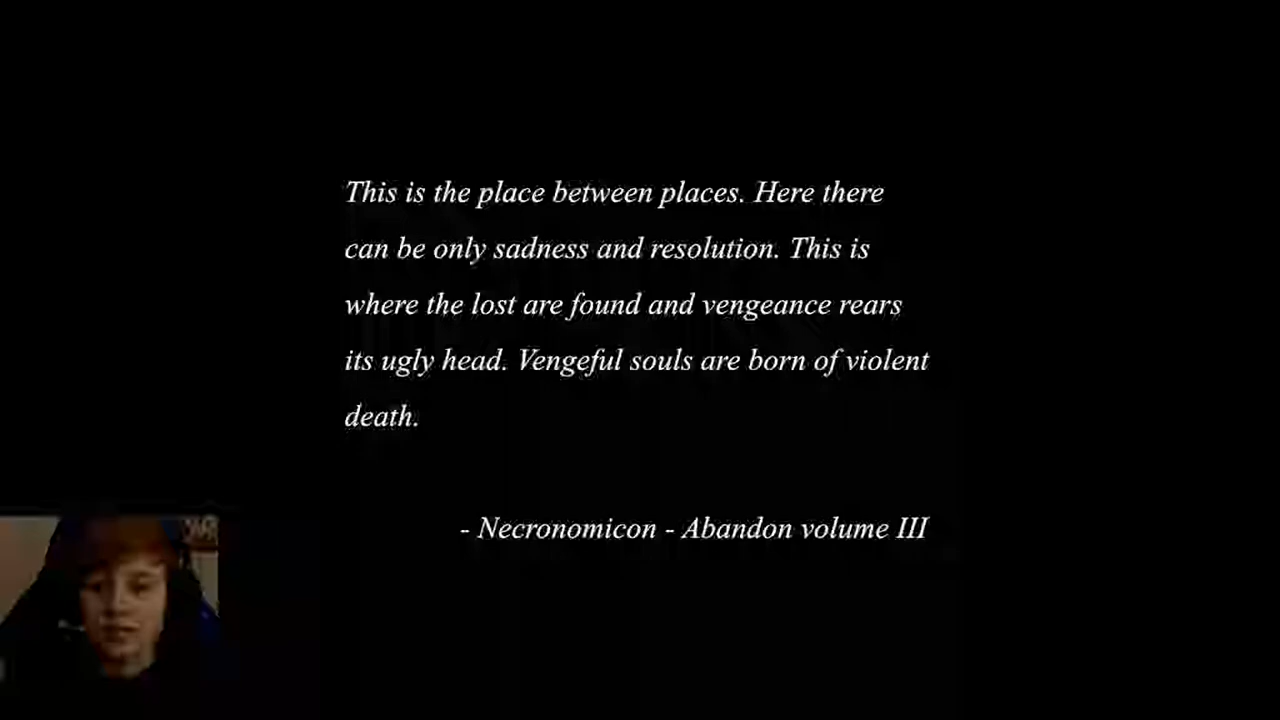 This is the place between places. Here there
can be only sadness and resolution. This is
where the lost are found and vengeance rears
its ugly head. Vengeful souls are born of violent
death.
- Necronomicon - Abandon volume III